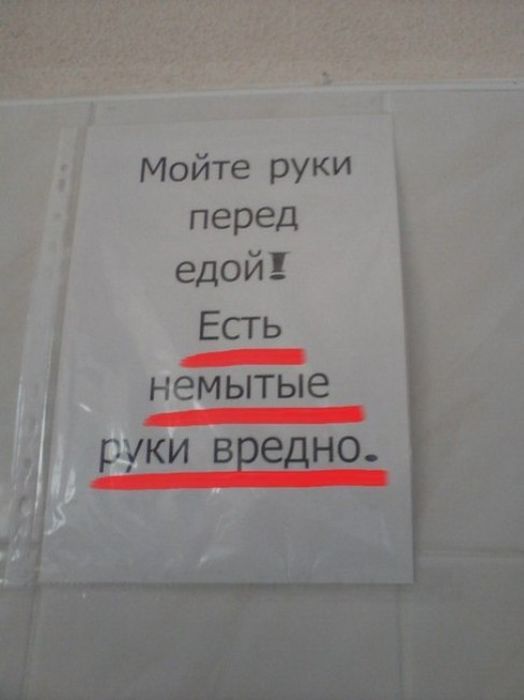 Мойте руки
перед
едой!
Есть
немытые
руки вредно.